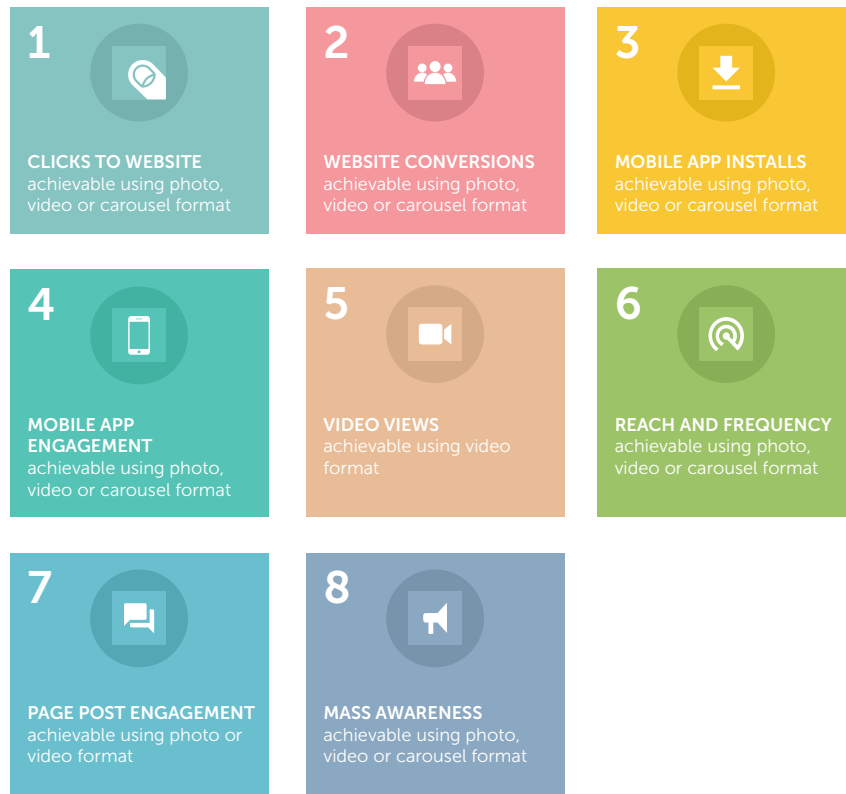 1
CLICKS TO WEBSITE
achievable using photo,
video or carousel format
2
WEBSITE CONVERSIONS
achievable using photo,
video or carousel format
3
MOBILE APP INSTALLS
achievable using photo,
video or carousel format
4
MOBILE APP
ENGAGEMENT
achievable using photo,
video or carousel format
5
VIDEO VIEWS
achievable using video
format
6
REACH AND FREQUENCY
achievable using photo,
video or carousel format
7
PAGE POST ENGAGEMENT
achievable using photo or
video format
8
MASS AWARENESS
achievable using photo,
video or carousel format